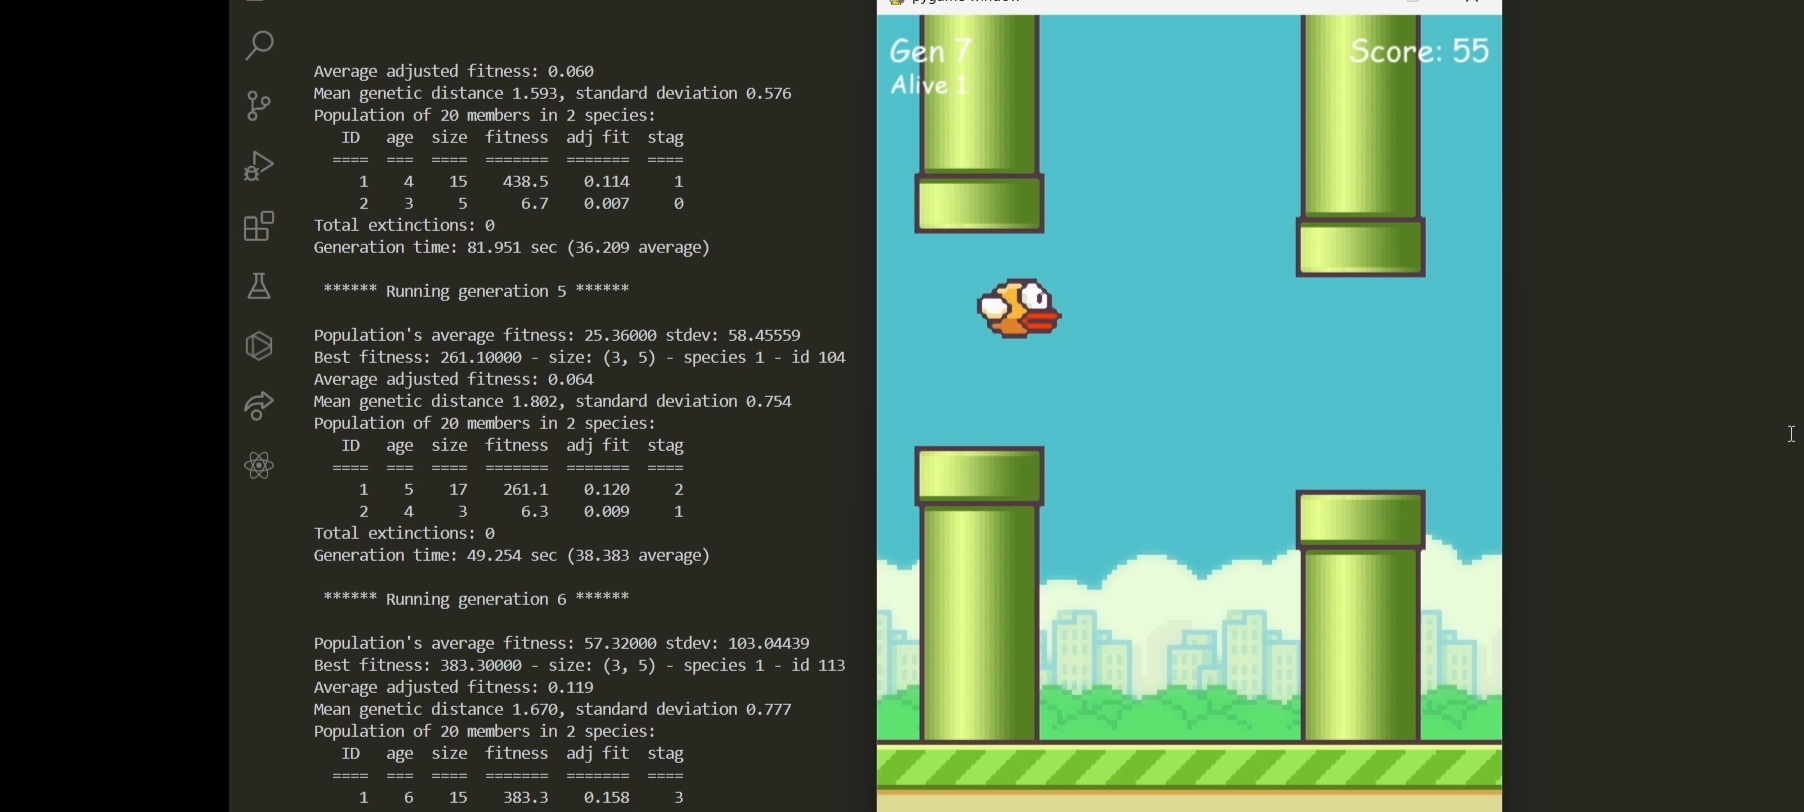 Average adjusted fitness: 0.060
Mean genetic distance 1.593, standard deviation 0.576
Population of 20 members in 2 species:
ID age size fitness adj fit stag
==== === ==== ======= ======= ====
1 4 15 438.5 0.114 1
2 3 5 6.7 0.007 0
Total extinctions: 0
Generation time: 81.951 sec (36.209 average)
****** Running generation 5 ******
Population's average fitness: 25.36000 stdev: 58.45559
Best fitness: 261.10000 - size: (3, 5) - species 1 - id 104
Average adjusted fitness: 0.064
Mean genetic distance 1.802, standard deviation 0.754
Population of 20 members in 2 species:
ID age size fitness adj fit stag
==== === ==== ======= ======= ====
1 5 17 261.1 0.120 2
2 4 3 6.3 0.009 1
Total extinctions: 0
Generation time: 49.254 sec (38.383 average)
****** Running generation 6 ******
Population's average fitness: 57.32000 stdev: 103.04439
Best fitness: 383.30000 - size: (3, 5) - species 1 - id 113
Average adjusted fitness: 0.119
Mean genetic distance 1.670, standard deviation 0.777
Population of 20 members in 2 species:
ID age size fitness adj fit stag
==== === ==== ======= ======= ====
1 6 15 383.3 0.158 3
pygame window
Gen 7
Score: 55
Alive 1